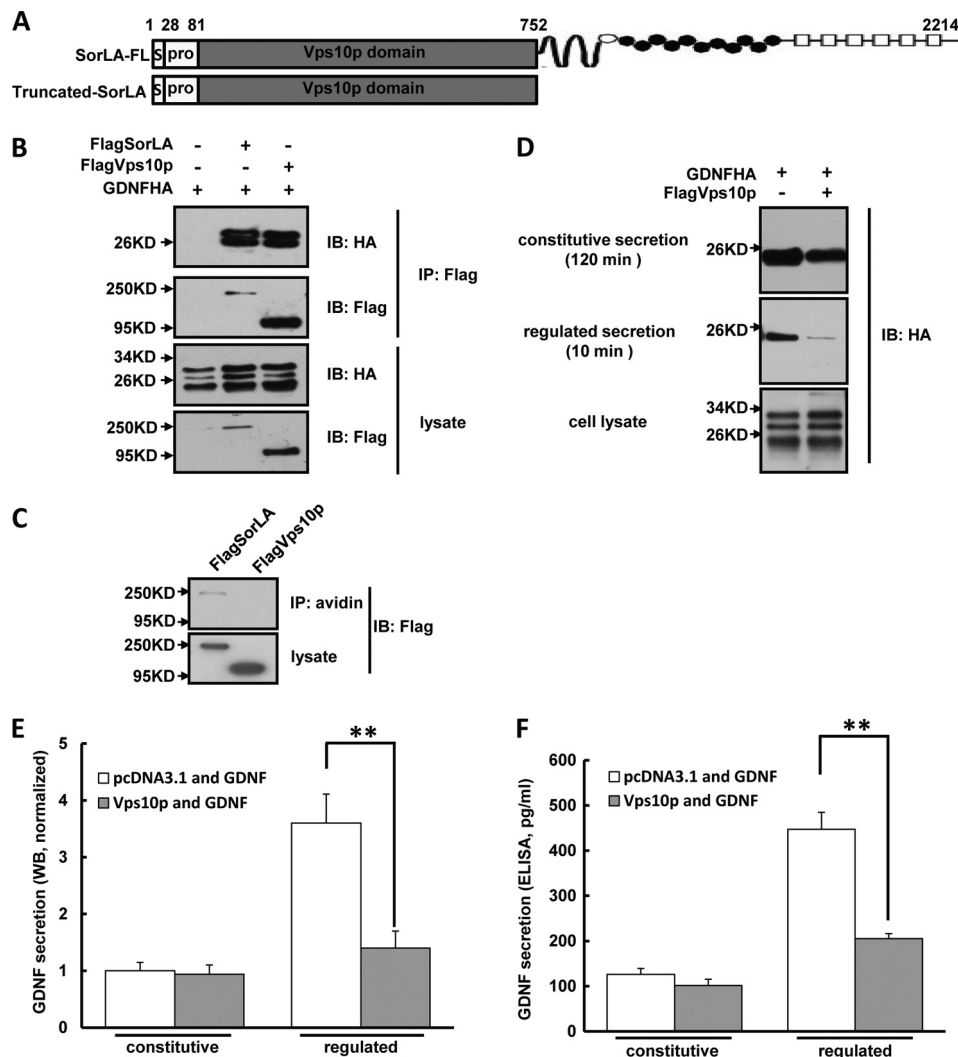 A
1 28 81 752 2214
SorLA-FL S pro Vps10p domain
Truncated-SorLA S pro Vps10p domain
B
FlagSorLA - + -
FlagVps10p - - +
GDNFHA + + +
26KD IB: HA
IP: Flag
250KD
IB: Flag
95KD
34KD
IB: HA
26KD
lysate
250KD
IB: Flag
95KD
C
FlagSorLA
FlagVps10p
250KD
IP: avidin
95KD
IB: Flag
250KD
lysate
95KD
D
GDNFHA + +
FlagVps10p - +
constitutive secretion
(120 min )
26KD
regulated secretion
(10 min )
26KD
IB: HA
cell lysate
34KD
26KD
E
GDNF secretion (WB, normalized)
5
4
3
2
1
0
pcDNA3.1 and GDNF
Vps10p and GDNF
**
constitutive regulated
F
GDNF secretion (ELISA, pg/ml)
600
500
400
300
200
100
0
pcDNA3.1 and GDNF
Vps10p and GDNF
**
constitutive regulated